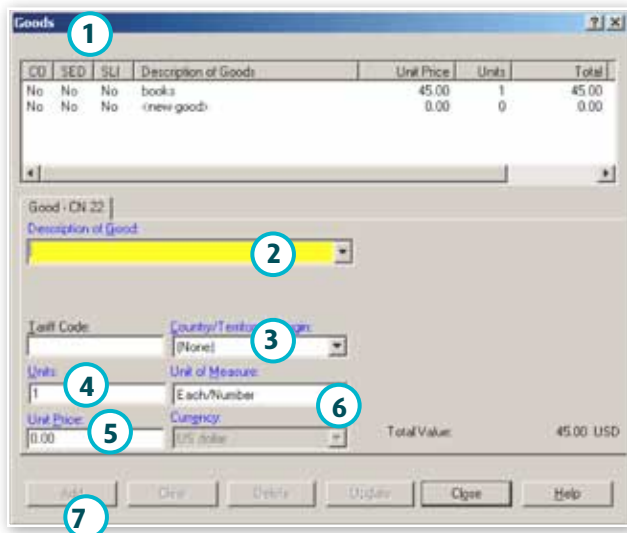 Goods
1
CO SED SLI Description of Goods Unit Price Units Total
No No No books 45.00 1 45.00
No No No <new good> 0.00 0 0.00
Good - CN 22
Description of Good:
2
Tariff Code: Country/Territory
(None) 3
Units: Unit of Measure:
1 4 Each/Number
6
Unit Price: Currency:
0.00 5 US dollar Total Value: 45.00 USD
Add Clear Delete Update Close Help
7